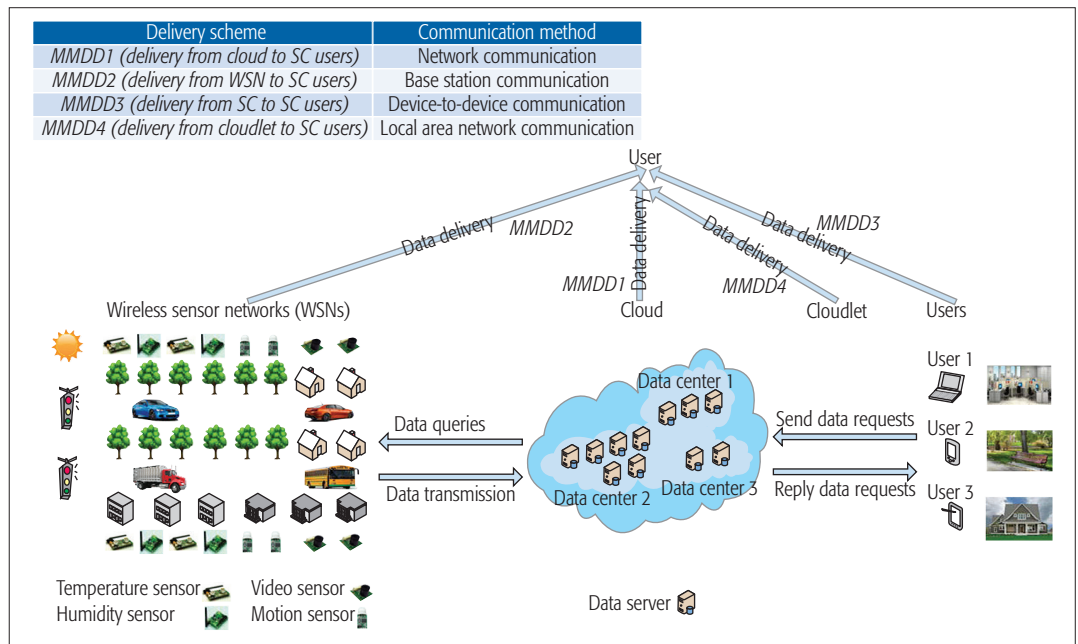 Delivery scheme Communication method
MMDD1 (delivery from cloud to SC users) Network communication
MMDD2 (delivery from WSN to SC users) Base station communication
MMDD3 (delivery from SC to SC users) Device-to-device communication
MMDD4 (delivery from cloudlet to SC users) Local area network communication
User
Data delivery
MMDD2
Data delivery
MMDD1
Data delivery
MMDD4
Data delivery
MMDD3
Wireless sensor networks (WSNs)
Cloud
Cloudlet
Users
User 1
Data center 1
Data queries
Send data requests
User 2
Data transmission
Data center 2
Data center 3
Reply data requests
User 3
Temperature sensor
Video sensor
Humidity sensor
Motion sensor
Data server